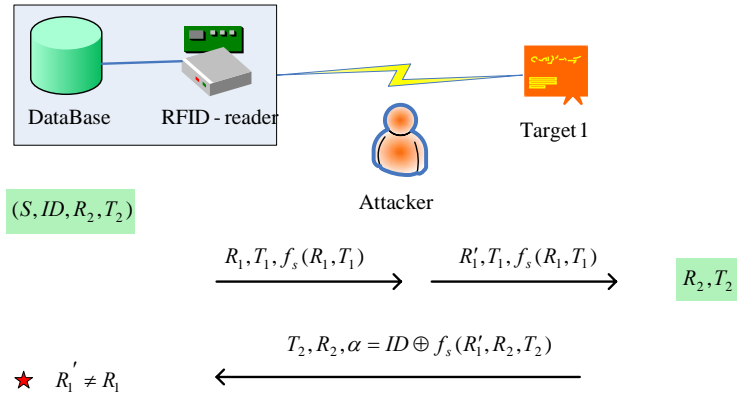 DataBase
RFID - reader
Target 1
Attacker
(S, ID, R₂, T₂)
R₁, T₁, fₛ(R₁, T₁)
R₁′, T₁, fₛ(R₁, T₁)
R₂, T₂
T₂, R₂, α = ID ⊕ fₛ(R₁′, R₂, T₂)
R₁′ ≠ R₁